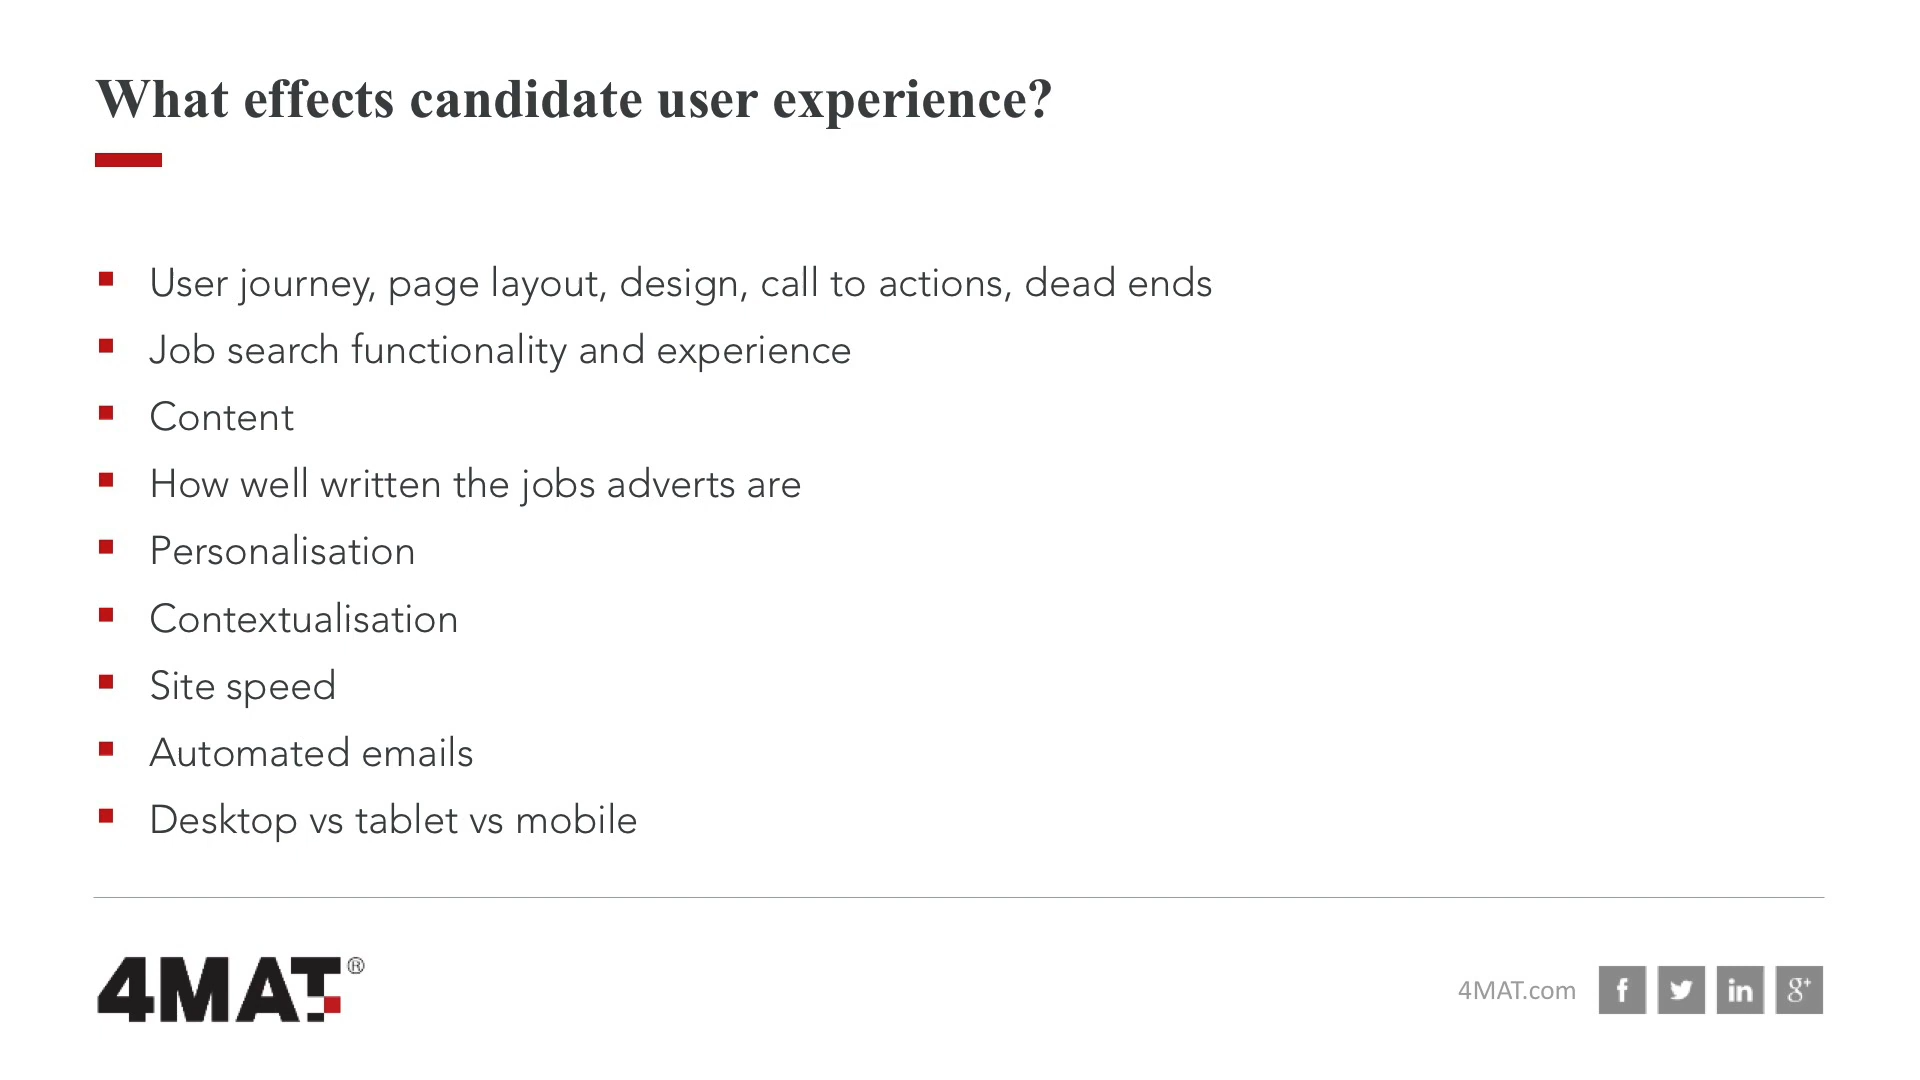 What effects candidate user experience?
User journey, page layout, design, call to actions, dead ends
Job search functionality and experience
Content
How well written the jobs adverts are
Personalisation
Contextualisation
Site speed
Automated emails
Desktop vs tablet vs mobile
4MAT®
4MAT.com f in g+